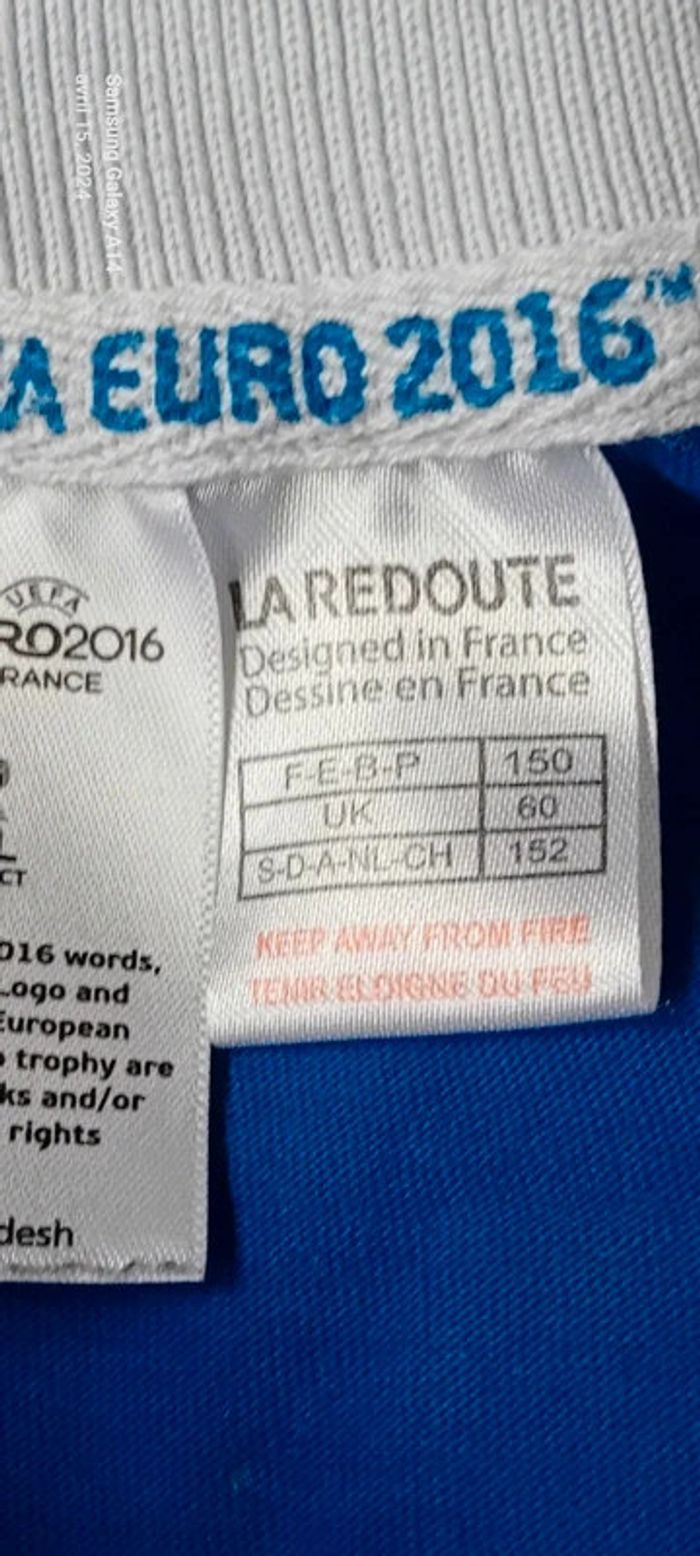 Samsung Galaxy A14
avril 15, 2024
A EURO 2016™
UEFA
RO2016
RANCE
CT
016 words,
Logo and
European
trophy are
ks and/or
rights
desh
LA REDOUTE
Designed in France
Dessine en France
F-E-B-P 150
UK 60
S-D-A-NL-CH 152
KEEP AWAY FROM FIRE
TENIR ELOIGNE DU FEU